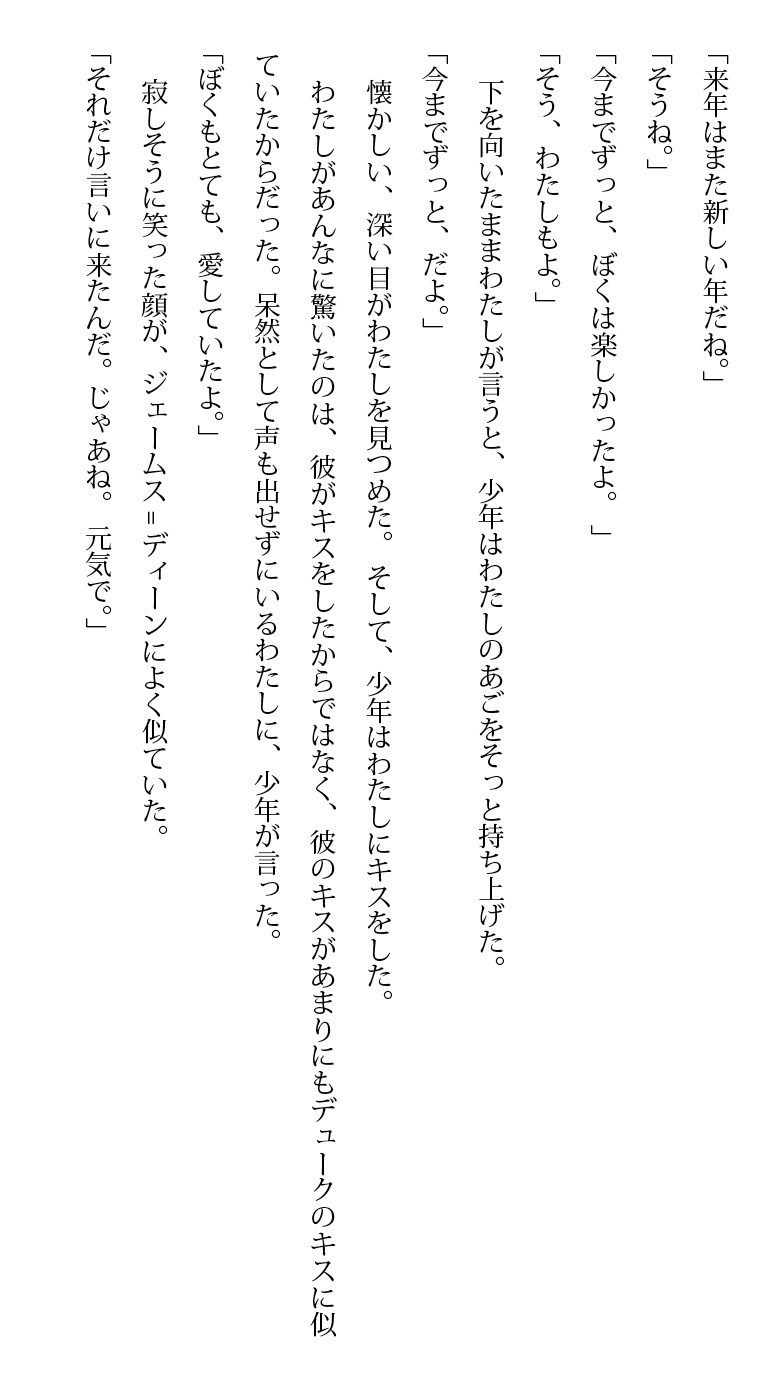 「来年はまた新しい年だね。」
「そうね。」
「今までずっと、ぼくは楽しかったよ。」
「そう、わたしもよ。」
　下を向いたままわたしが言うと、少年はわたしのあごをそっと持ち上げた。
「今までずっと、だよ。」
　懐かしい、深い目がわたしを見つめた。そして、少年はわたしにキスをした。
　わたしがあんなに驚いたのは、彼がキスをしたからではなく、彼のキスがあまりにもデュークのキスに似
ていたからだった。呆然として声も出せずにいるわたしに、少年が言った。
「ぼくもとても、愛していたよ。」
　寂しそうに笑った顔が、ジェームス＝ディーンによく似ていた。
「それだけ言いに来たんだ。じゃあね。元気で。」